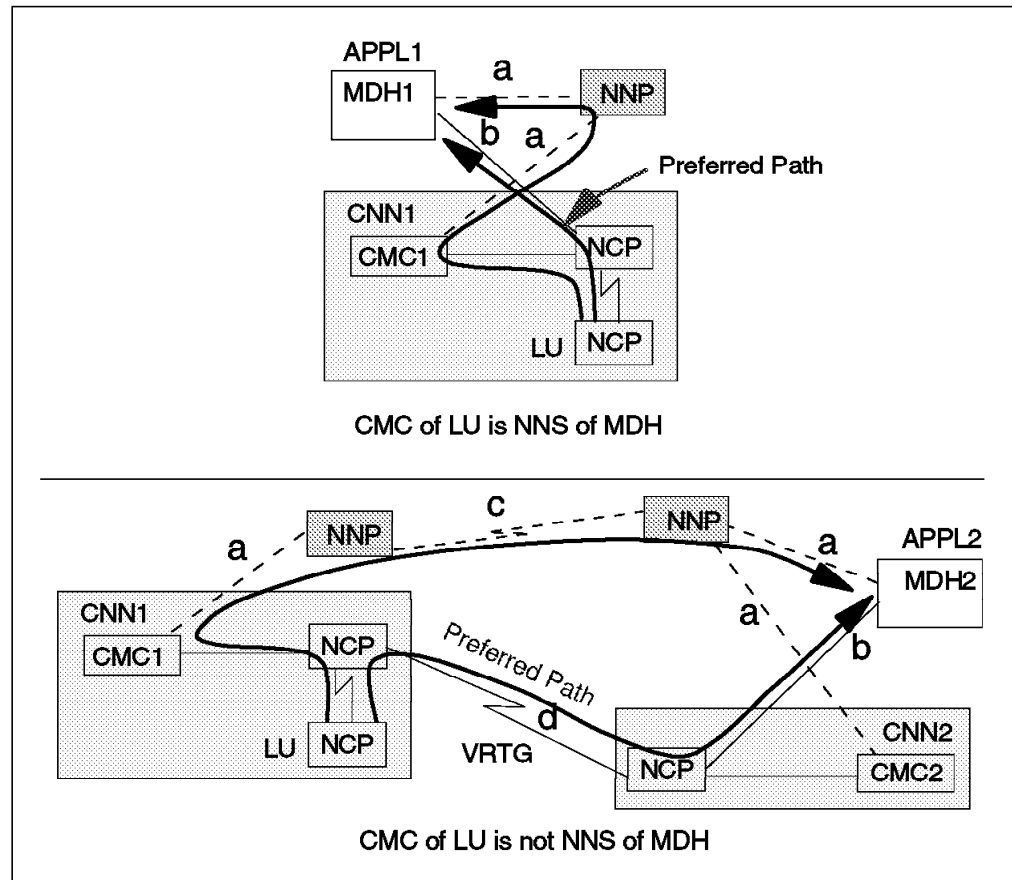 APPL1
a
MDH1
NNP
b
a
Preferred Path
CNN1
NCP
CMC1
LU
NCP
CMC of LU is NNS of MDH
c
NNP
NNP
a
a
APPL2
MDH2
CNN1
a
NCP
CMC1
Preferred Path
b
d
CNN2
LU
NCP
VRTG
NCP
CMC2
CMC of LU is not NNS of MDH